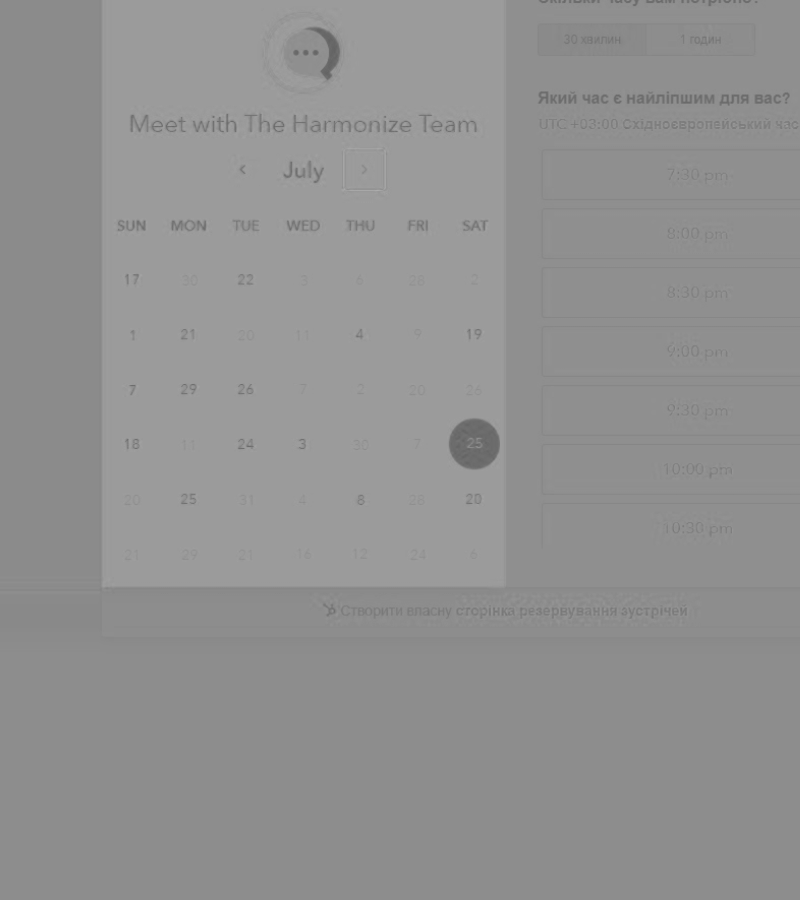 Скільки часу вам потрібно?
30 хвилин 1 годин
Meet with The Harmonize Team
July
Який час є найліпшим для вас?
UTC +03:00 Східноєвропейський час
SUN MON TUE WED THU FRI SAT
17 30 22 3 6 28 2
1 21 20 11 4 9 19
7 29 26 7 2 20 26
18 11 24 3 30 7 25
20 25 31 4 8 28 20
21 29 21 16 12 24 6
7:30 pm
8:00 pm
8:30 pm
9:00 pm
9:30 pm
10:00 pm
10:30 pm
Створити власну сторінка резервування зустрічей